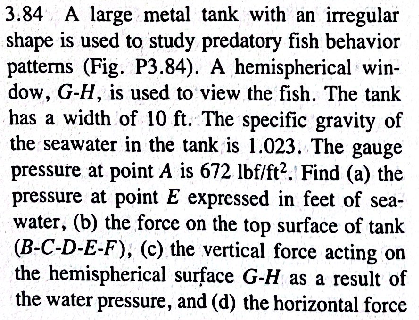 3.84 A large metal tank with an irregular
shape is used to study predatory fish behavior
patterns (Fig. P3.84). A hemispherical win-
dow, G-H, is used to view the fish. The tank
has a width of 10 ft. The specific gravity of
the seawater in the tank is 1.023. The gauge
pressure at point A is 672 lbf/ft². Find (a) the
pressure at point E expressed in feet of sea-
water, (b) the force on the top surface of tank
(B-C-D-E-F), (c) the vertical force acting on
the hemispherical surface G-H as a result of
the water pressure, and (d) the horizontal force